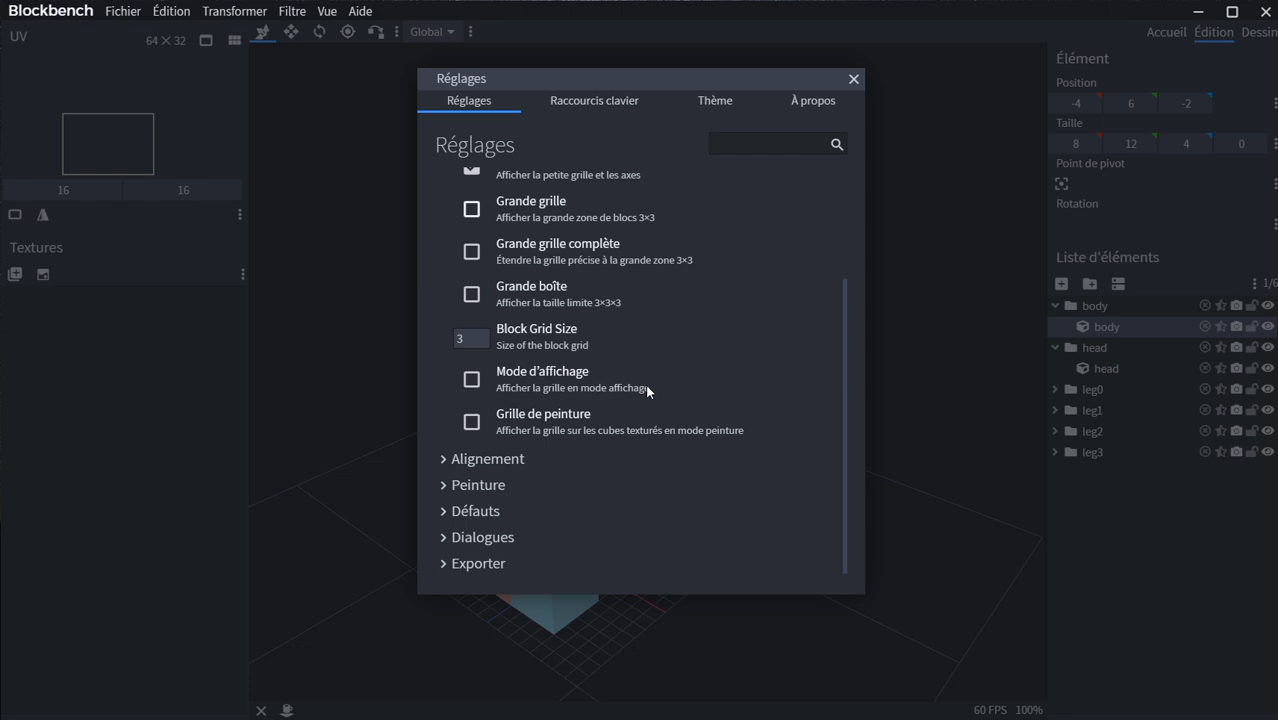 Blockbench Fichier Édition Transformer Filtre Vue Aide
UV
64 × 32
Global
Accueil Édition Dessin
16 16
Textures
Réglages
Réglages Raccourcis clavier Thème À propos
Réglages
Afficher la petite grille et les axes
Grande grille
Afficher la grande zone de blocs 3×3
Grande grille complète
Étendre la grille précise à la grande zone 3×3
Grande boîte
Afficher la taille limite 3×3×3
3
Block Grid Size
Size of the block grid
Mode d'affichage
Afficher la grille en mode affichage
Grille de peinture
Afficher la grille sur les cubes texturés en mode peinture
Alignement
Peinture
Défauts
Dialogues
Exporter
Élément
Position
-4 6 -2
Taille
8 12 4 0
Point de pivot
Rotation
Liste d'éléments
1/6
body
body
head
head
leg0
leg1
leg2
leg3
60 FPS 100%